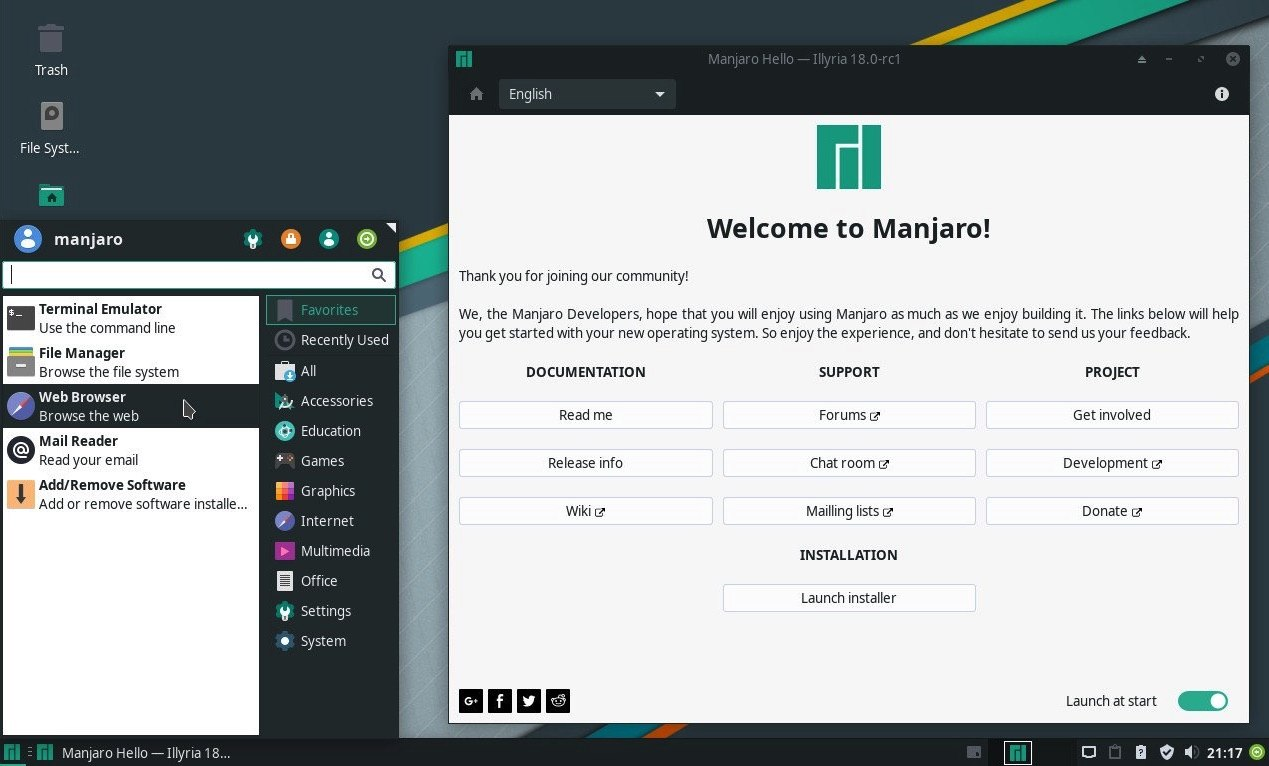 Trash
File Syst...
manjaro
Terminal Emulator
Use the command line
File Manager
Browse the file system
Web Browser
Browse the web
Mail Reader
Read your email
Add/Remove Software
Add or remove software installe...
Favorites
Recently Used
All
Accessories
Education
Games
Graphics
Internet
Multimedia
Office
Settings
System
Manjaro Hello — Illyria 18.0-rc1
English
Welcome to Manjaro!
Thank you for joining our community!
We, the Manjaro Developers, hope that you will enjoy using Manjaro as much as we enjoy building it. The links below will help
you get started with your new operating system. So enjoy the experience, and don't hesitate to send us your feedback.
DOCUMENTATION
Read me
Release info
Wiki
SUPPORT
Forums
Chat room
Mailling lists
PROJECT
Get involved
Development
Donate
INSTALLATION
Launch installer
Launch at start
Manjaro Hello — Illyria 18...
21:17